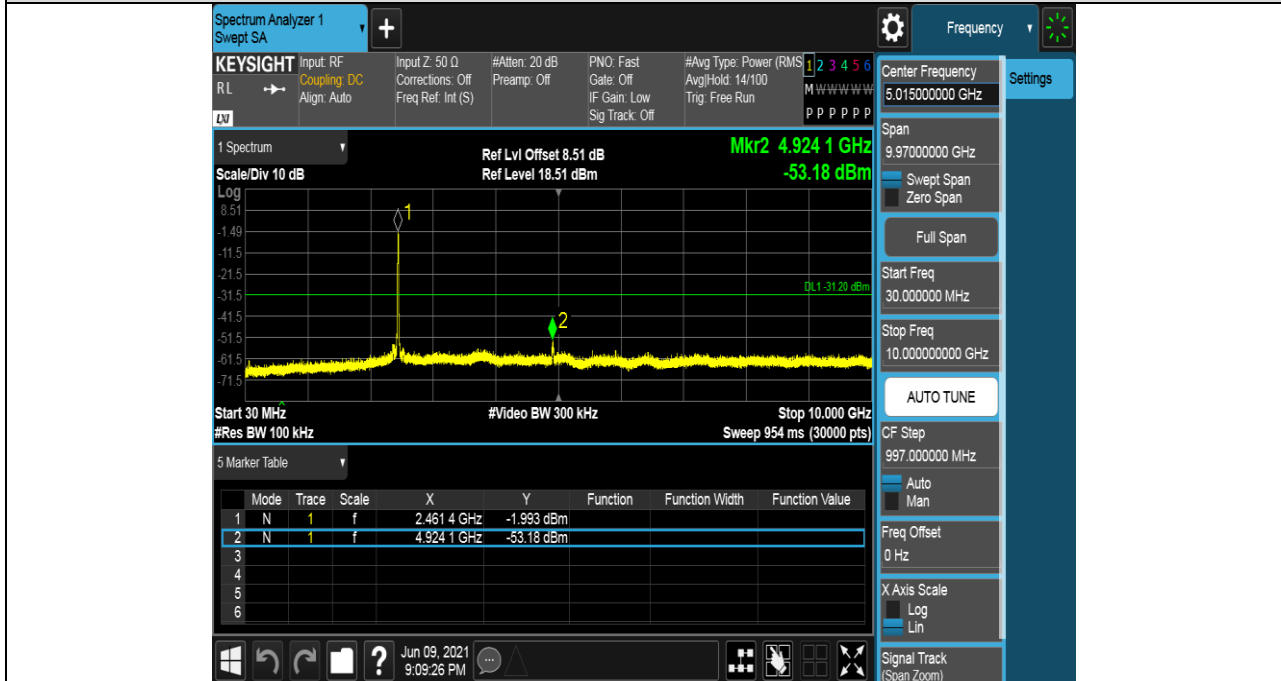 Spectrum Analyzer 1
Swept SA
+
Frequency
KEYSIGHT
RL
LXI
Input: RF
Coupling: DC
Align: Auto
Input Z: 50 Ω
Corrections: Off
Freq Ref: Int (S)
#Atten: 20 dB
Preamp: Off
PNO: Fast
Gate: Off
IF Gain: Low
Sig Track: Off
#Avg Type: Power (RMS
Avg|Hold: 14/100
Trig: Free Run
1 2 3 4 5 6
M W W W W W
P P P P P P
1 Spectrum
Scale/Div 10 dB
Ref Lvl Offset 8.51 dB
Ref Level 18.51 dBm
Mkr2 4.924 1 GHz
-53.18 dBm
Log
8.51
-1.49
-11.5
-21.5
-31.5
-41.5
-51.5
-61.5
-71.5
1
2
DL1 -31.20 dBm
Start 30 MHz
#Video BW 300 kHz
Stop 10.000 GHz
#Res BW 100 kHz
Sweep 954 ms (30000 pts)
5 Marker Table
Mode Trace Scale X Y Function Function Width Function Value
1 N 1 f 2.461 4 GHz -1.993 dBm
2 N 1 f 4.924 1 GHz -53.18 dBm
3
4
5
6
?
Jun 09, 2021
9:09:26 PM
Center Frequency
5.015000000 GHz
Span
9.97000000 GHz
Swept Span
Zero Span
Full Span
Start Freq
30.000000 MHz
Stop Freq
10.000000000 GHz
AUTO TUNE
CF Step
997.000000 MHz
Auto
Man
Freq Offset
0 Hz
X Axis Scale
Log
Lin
Signal Track
(Span Zoom)
Settings